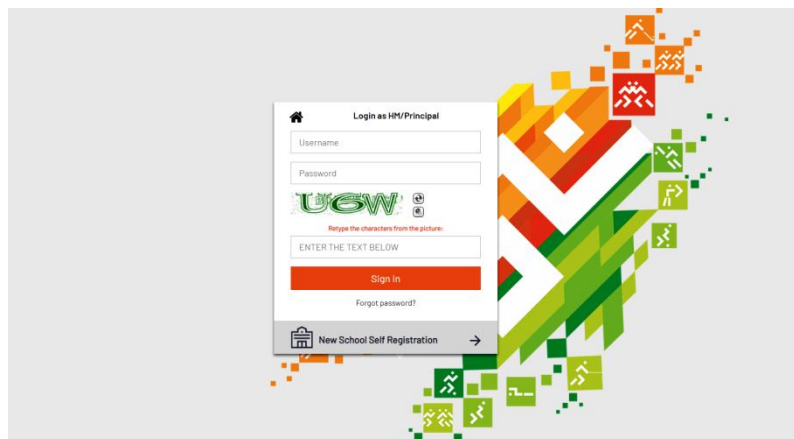 Login as HM/Principal
Username
Password
Retype the characters from the picture:
ENTER THE TEXT BELOW
Sign in
Forgot password?
New School Self Registration